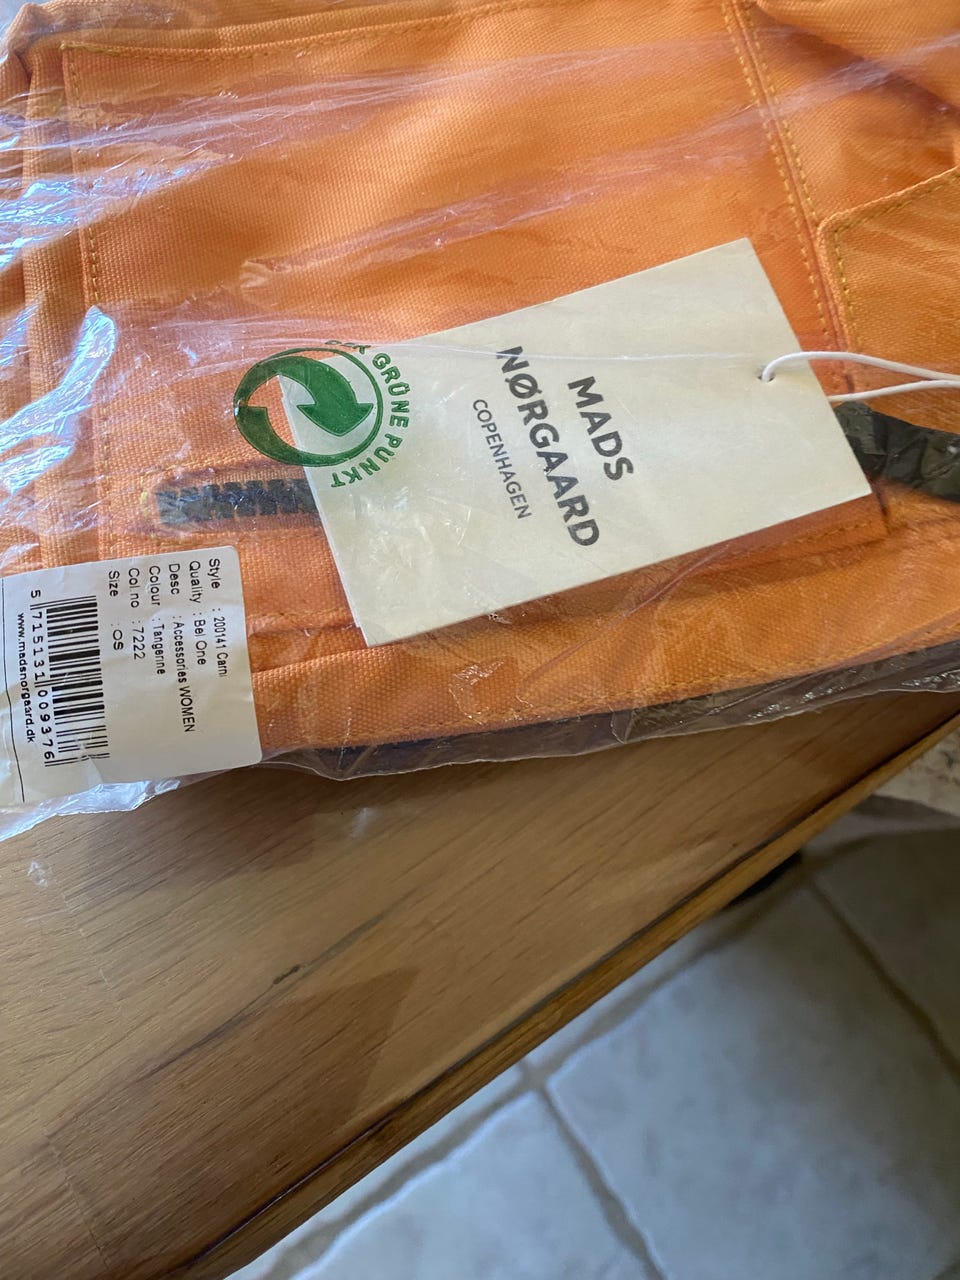 MADS
NØRGAARD
COPENHAGEN
DER GRÜNE PUNKT
Style : 200141 Carni
Quality : Bel One
Desc : Accessories WOMEN
Colour : Tangerine
Col.no : 7222
Size : OS
5 715131 009376
www.madsnorgaard.dk